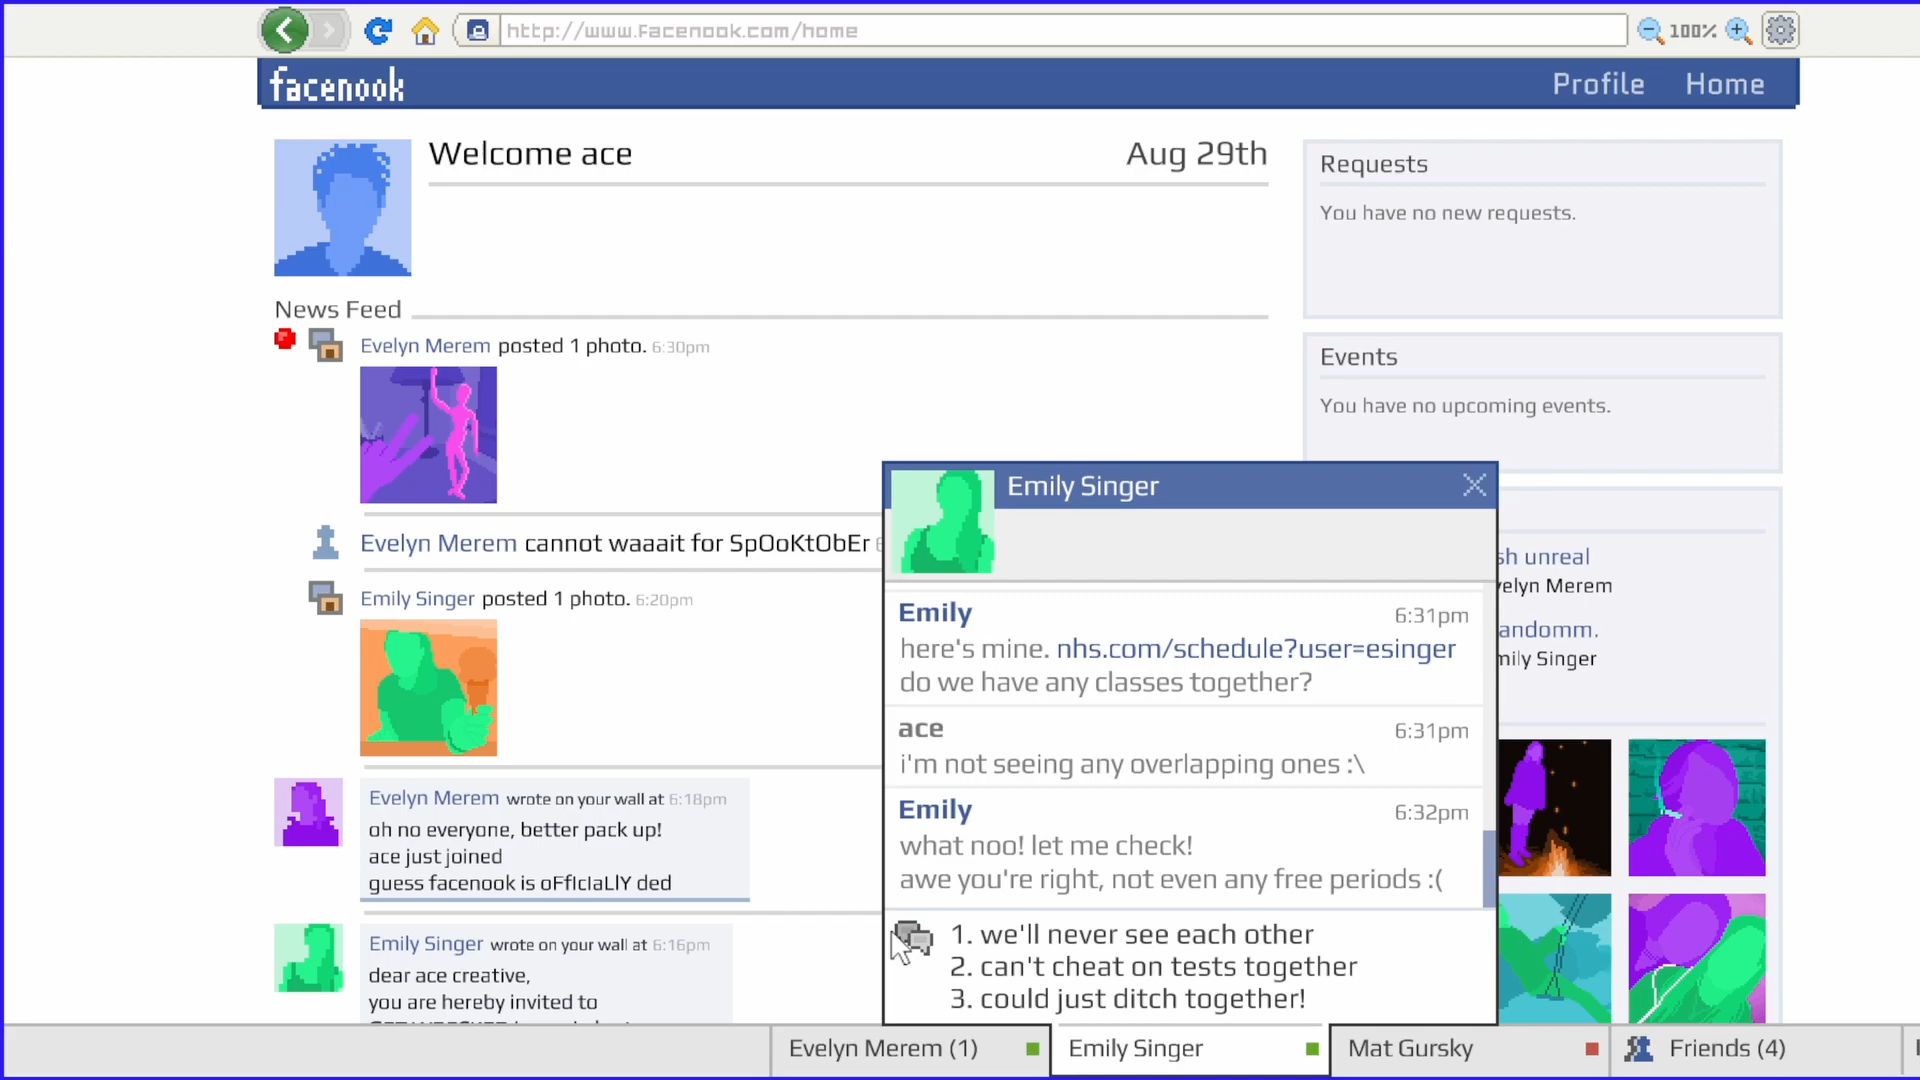 http://www.facenook.com/home
100%
facenook
Profile
Home
Welcome ace
Aug 29th
News Feed
Evelyn Merem posted 1 photo. 6:30pm
Evelyn Merem cannot waaait for SpOoKtObEr
Emily Singer posted 1 photo. 6:20pm
Evelyn Merem wrote on your wall at 6:18pm
oh no everyone, better pack up!
ace just joined
guess facenook is oFfIcIaLlY ded
Emily Singer wrote on your wall at 6:16pm
dear ace creative,
you are hereby invited to
Requests
You have no new requests.
Events
You have no upcoming events.
unreal
Merem
Singer
Emily Singer
Emily 6:31pm
here's mine. nhs.com/schedule?user=esinger
do we have any classes together?
ace 6:31pm
i'm not seeing any overlapping ones :\
Emily 6:32pm
what noo! let me check!
awe you're right, not even any free periods :(
1. we'll never see each other
2. can't cheat on tests together
3. could just ditch together!
Evelyn Merem (1)
Emily Singer
Mat Gursky
Friends (4)